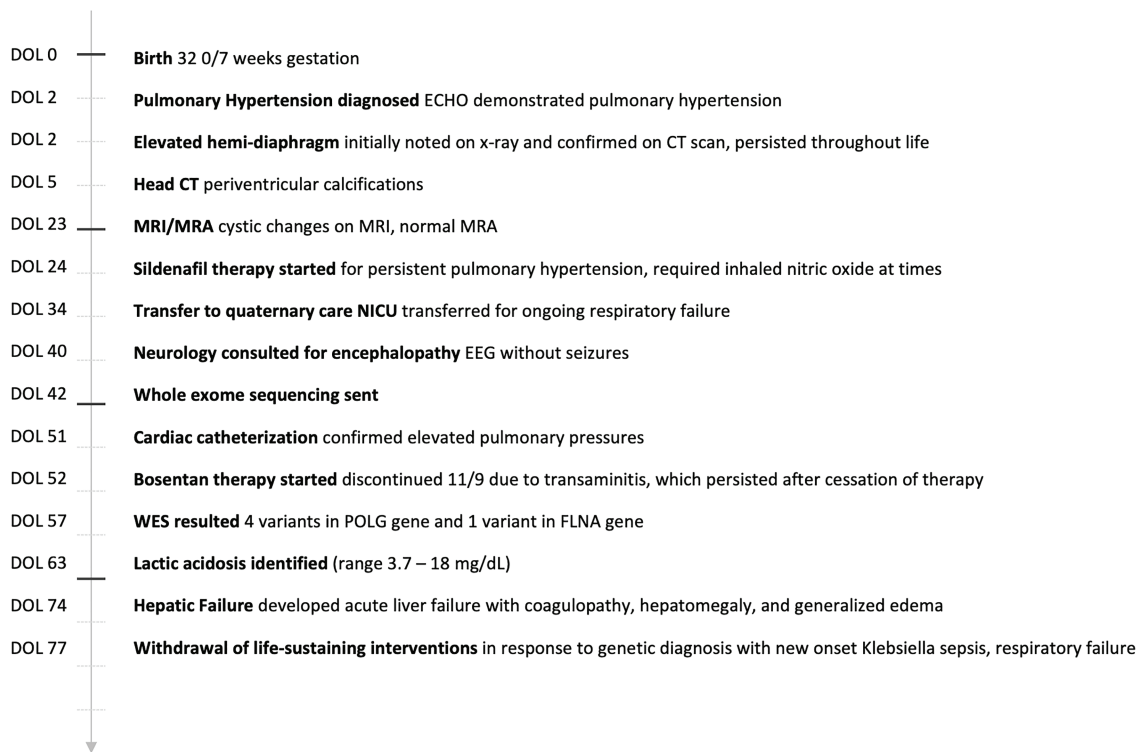 DOL 0 Birth 32 0/7 weeks gestation
DOL 2 Pulmonary Hypertension diagnosed ECHO demonstrated pulmonary hypertension
DOL 2 Elevated hemi-diaphragm initially noted on x-ray and confirmed on CT scan, persisted throughout life
DOL 5 Head CT periventricular calcifications
DOL 23 MRI/MRA cystic changes on MRI, normal MRA
DOL 24 Sildenafil therapy started for persistent pulmonary hypertension, required inhaled nitric oxide at times
DOL 34 Transfer to quaternary care NICU transferred for ongoing respiratory failure
DOL 40 Neurology consulted for encephalopathy EEG without seizures
DOL 42 Whole exome sequencing sent
DOL 51 Cardiac catheterization confirmed elevated pulmonary pressures
DOL 52 Bosentan therapy started discontinued 11/9 due to transaminitis, which persisted after cessation of therapy
DOL 57 WES resulted 4 variants in POLG gene and 1 variant in FLNA gene
DOL 63 Lactic acidosis identified (range 3.7 – 18 mg/dL)
DOL 74 Hepatic Failure developed acute liver failure with coagulopathy, hepatomegaly, and generalized edema
DOL 77 Withdrawal of life-sustaining interventions in response to genetic diagnosis with new onset Klebsiella sepsis, respiratory failure